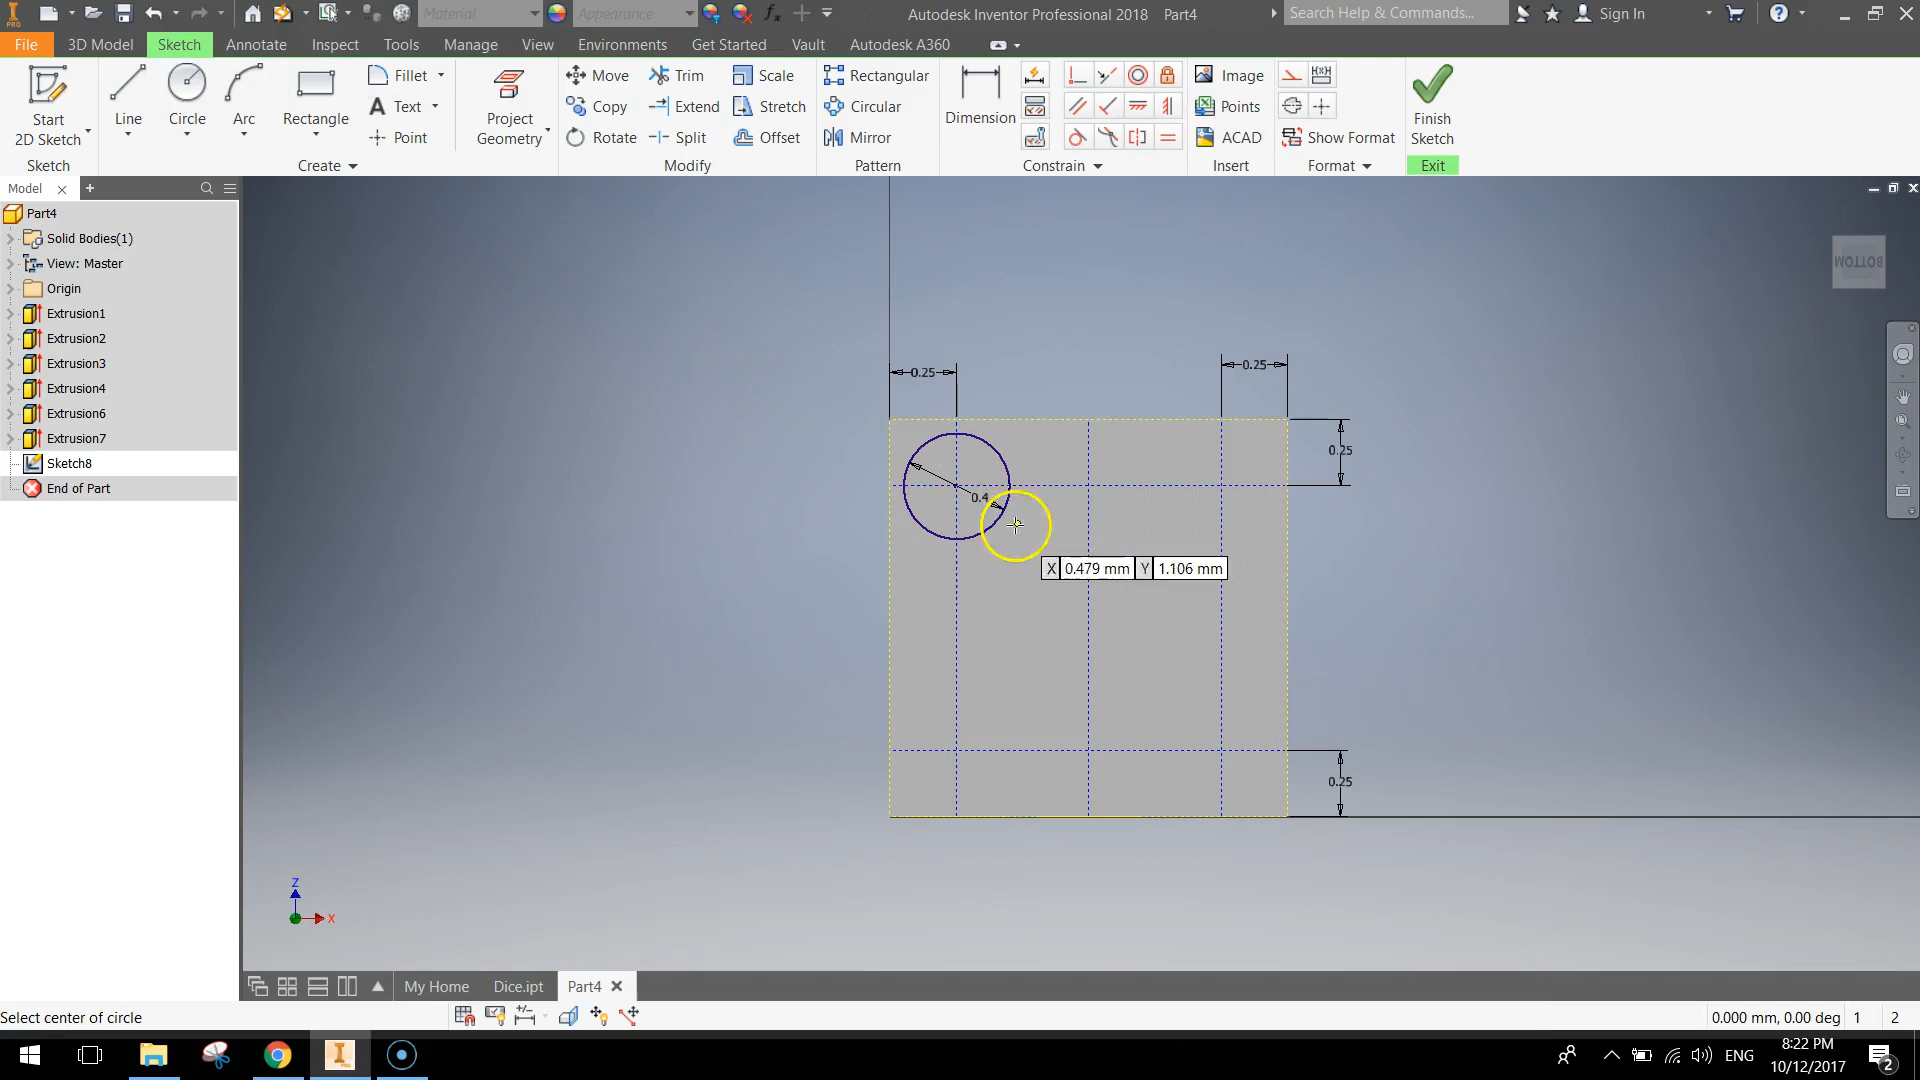 Material
Appearance
Autodesk Inventor Professional 2018 Part4
Search Help & Commands...
Sign In
PRO
File 3D Model Sketch Annotate Inspect Tools Manage View Environments Get Started Vault Autodesk A360
Start
2D Sketch
Line
Circle
Arc
Rectangle
Fillet
Text
Point
Project
Geometry
Move
Copy
Rotate
Trim
Extend
Split
Scale
Stretch
Offset
Rectangular
Circular
Mirror
Dimension
Image
Points
ACAD
Show Format
Finish
Sketch
Sketch Create Modify Pattern Constrain Insert Format Exit
Model
Part4
Solid Bodies(1)
View: Master
Origin
Extrusion1
Extrusion2
Extrusion3
Extrusion4
Extrusion6
Extrusion7
Sketch8
End of Part
BOTTOM
0.25
0.25
0.25
0.4
X 0.479 mm Y 1.106 mm
0.25
Z
X
My Home Dice.ipt Part4
Select center of circle
0.000 mm, 0.00 deg 1 2
ENG
8:22 PM
10/12/2017
2